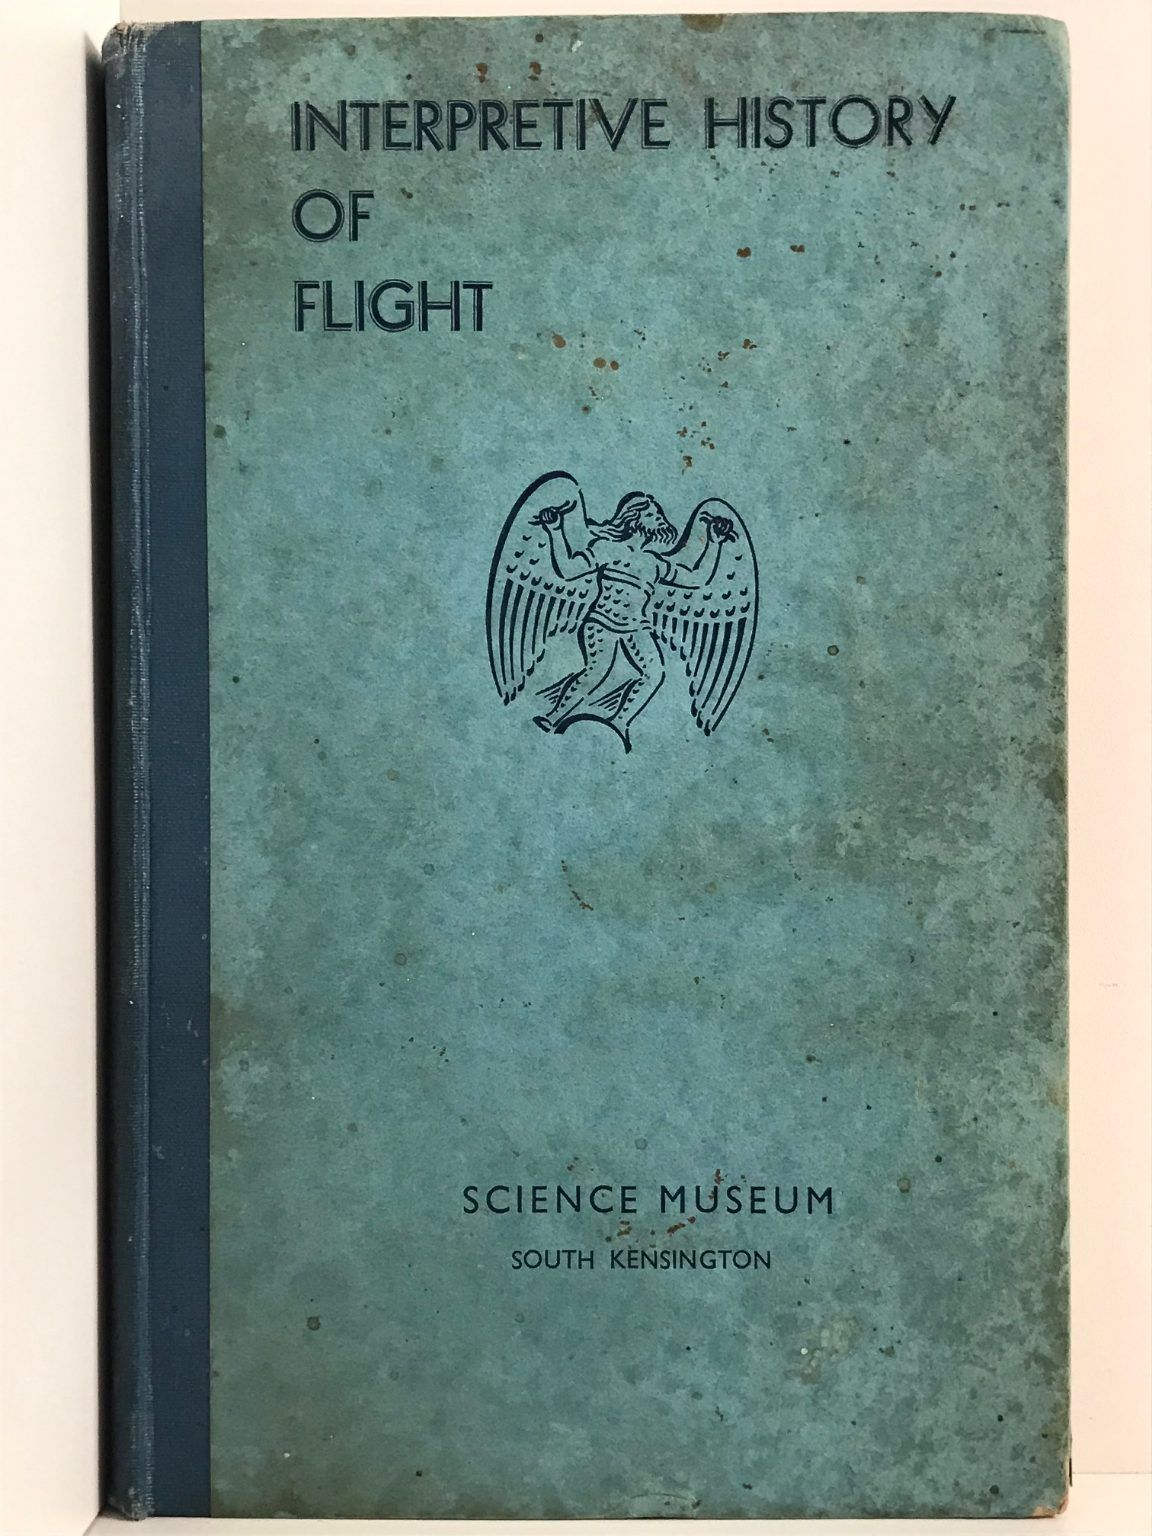 INTERPRETIVE HISTORY
OF
FLIGHT
SCIENCE MUSEUM
SOUTH KENSINGTON